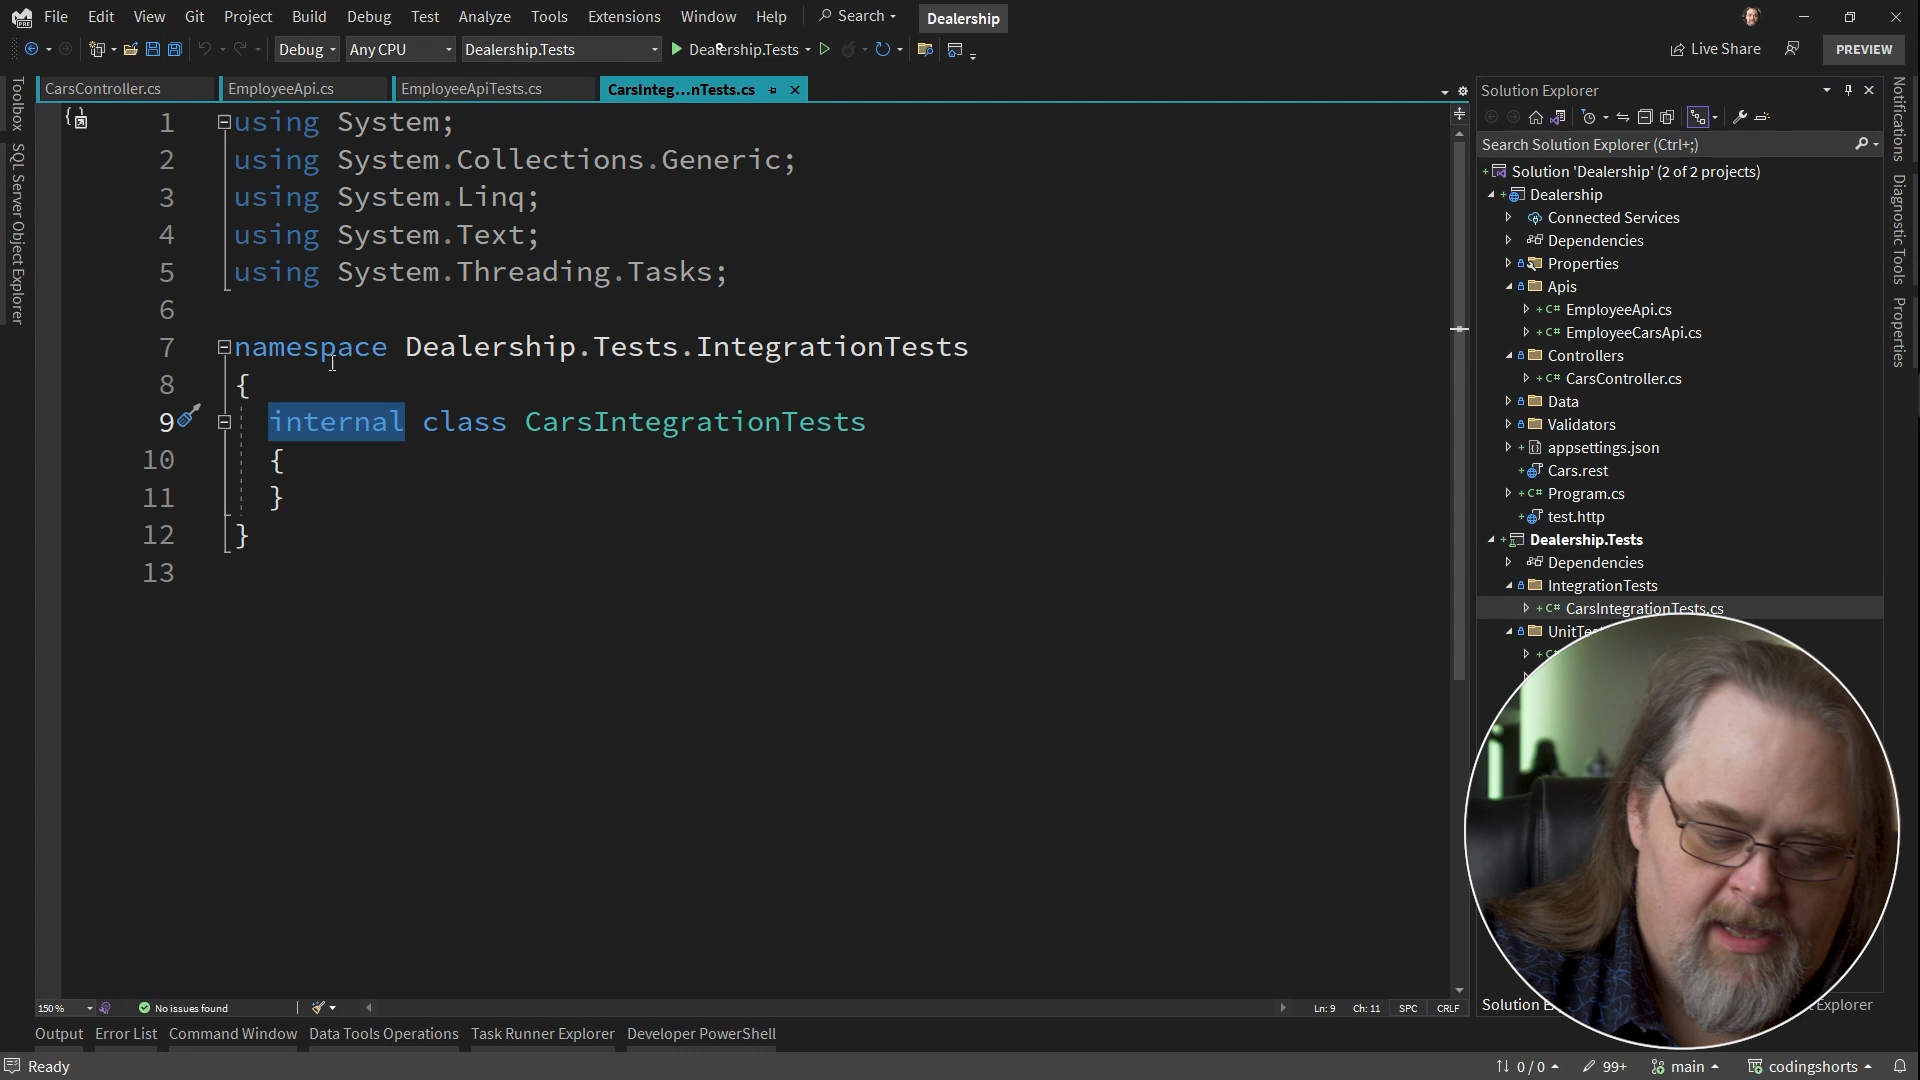 File Edit View Git Project Build Debug Test Analyze Tools Extensions Window Help Search Dealership
Debug Any CPU Dealership.Tests Dealership.Tests Live Share PREVIEW
CarsController.cs EmployeeApi.cs EmployeeApiTests.cs CarsInteg...nTests.cs
Toolbox
SQL Server Object Explorer
1 using System;
2 using System.Collections.Generic;
3 using System.Linq;
4 using System.Text;
5 using System.Threading.Tasks;
6
7 namespace Dealership.Tests.IntegrationTests
8 {
9 internal class CarsIntegrationTests
10 {
11 }
12 }
13
150 % No issues found Ln: 9 Ch: 11 SPC CRLF
Solution Explorer
Search Solution Explorer (Ctrl+;)
Solution 'Dealership' (2 of 2 projects)
Dealership
Connected Services
Dependencies
Properties
Apis
C# EmployeeApi.cs
C# EmployeeCarsApi.cs
Controllers
C# CarsController.cs
Data
Validators
appsettings.json
Cars.rest
C# Program.cs
test.http
Dealership.Tests
Dependencies
IntegrationTests
C# CarsIntegrationTests.cs
UnitTes
Solution Ex Explorer
Notifications
Diagnostic Tools
Properties
Output Error List Command Window Data Tools Operations Task Runner Explorer Developer PowerShell
Ready 0 / 0 99+ main codingshorts